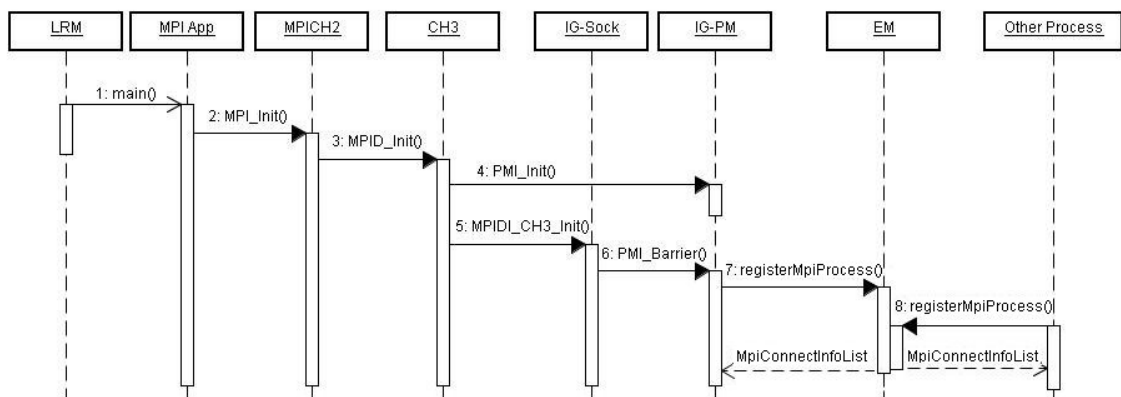 LRM
MPI App
MPICH2
CH3
IG-Sock
IG-PM
EM
Other Process
1: main()
2: MPI_Init()
3: MPID_Init()
4: PMI_Init()
5: MPIDI_CH3_Init()
6: PMI_Barrier()
7: registerMpiProcess()
8: registerMpiProcess()
MpiConnectInfoList
MpiConnectInfoList